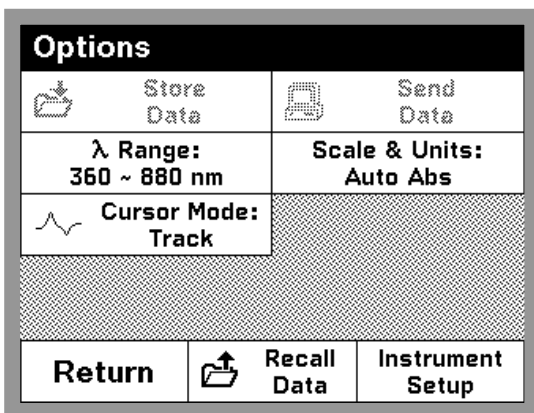 Options
Store
Data
Send
Data
λ Range:
360 ~ 880 nm
Scale & Units:
Auto Abs
Cursor Mode:
Track
Return
Recall
Data
Instrument
Setup